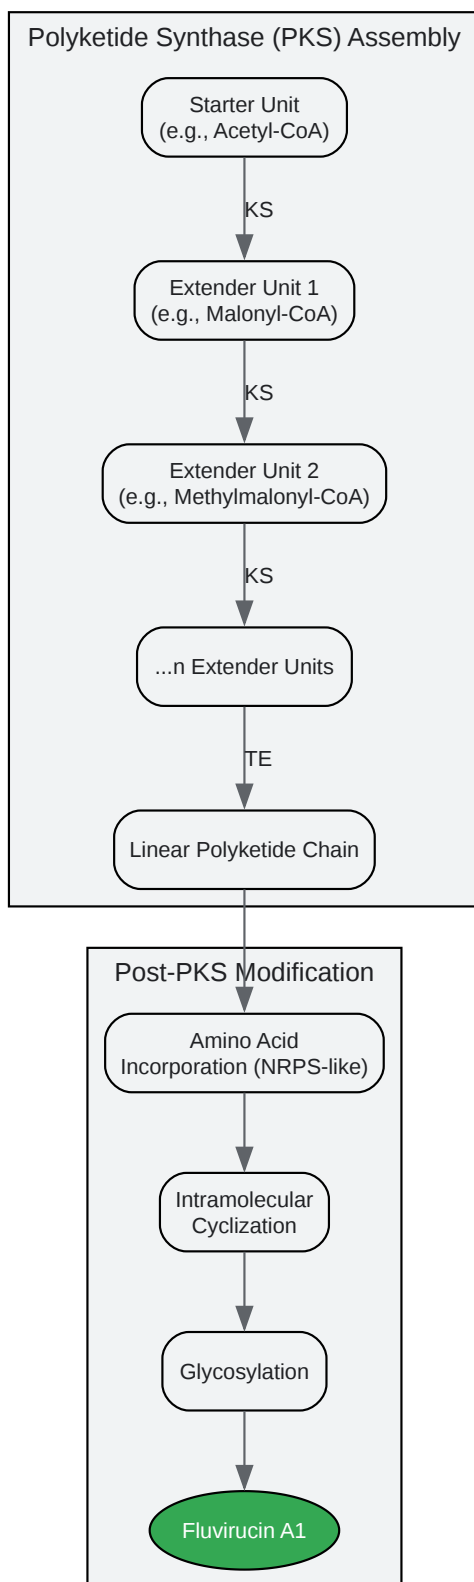 Polyketide Synthase (PKS) Assembly
Starter Unit
(e.g., Acetyl-CoA)
KS
Extender Unit 1
(e.g., Malonyl-CoA)
KS
Extender Unit 2
(e.g., Methylmalonyl-CoA)
KS
...n Extender Units
TE
Linear Polyketide Chain
Post-PKS Modification
Amino Acid
Incorporation (NRPS-like)
Intramolecular
Cyclization
Glycosylation
Fluvirucin A1